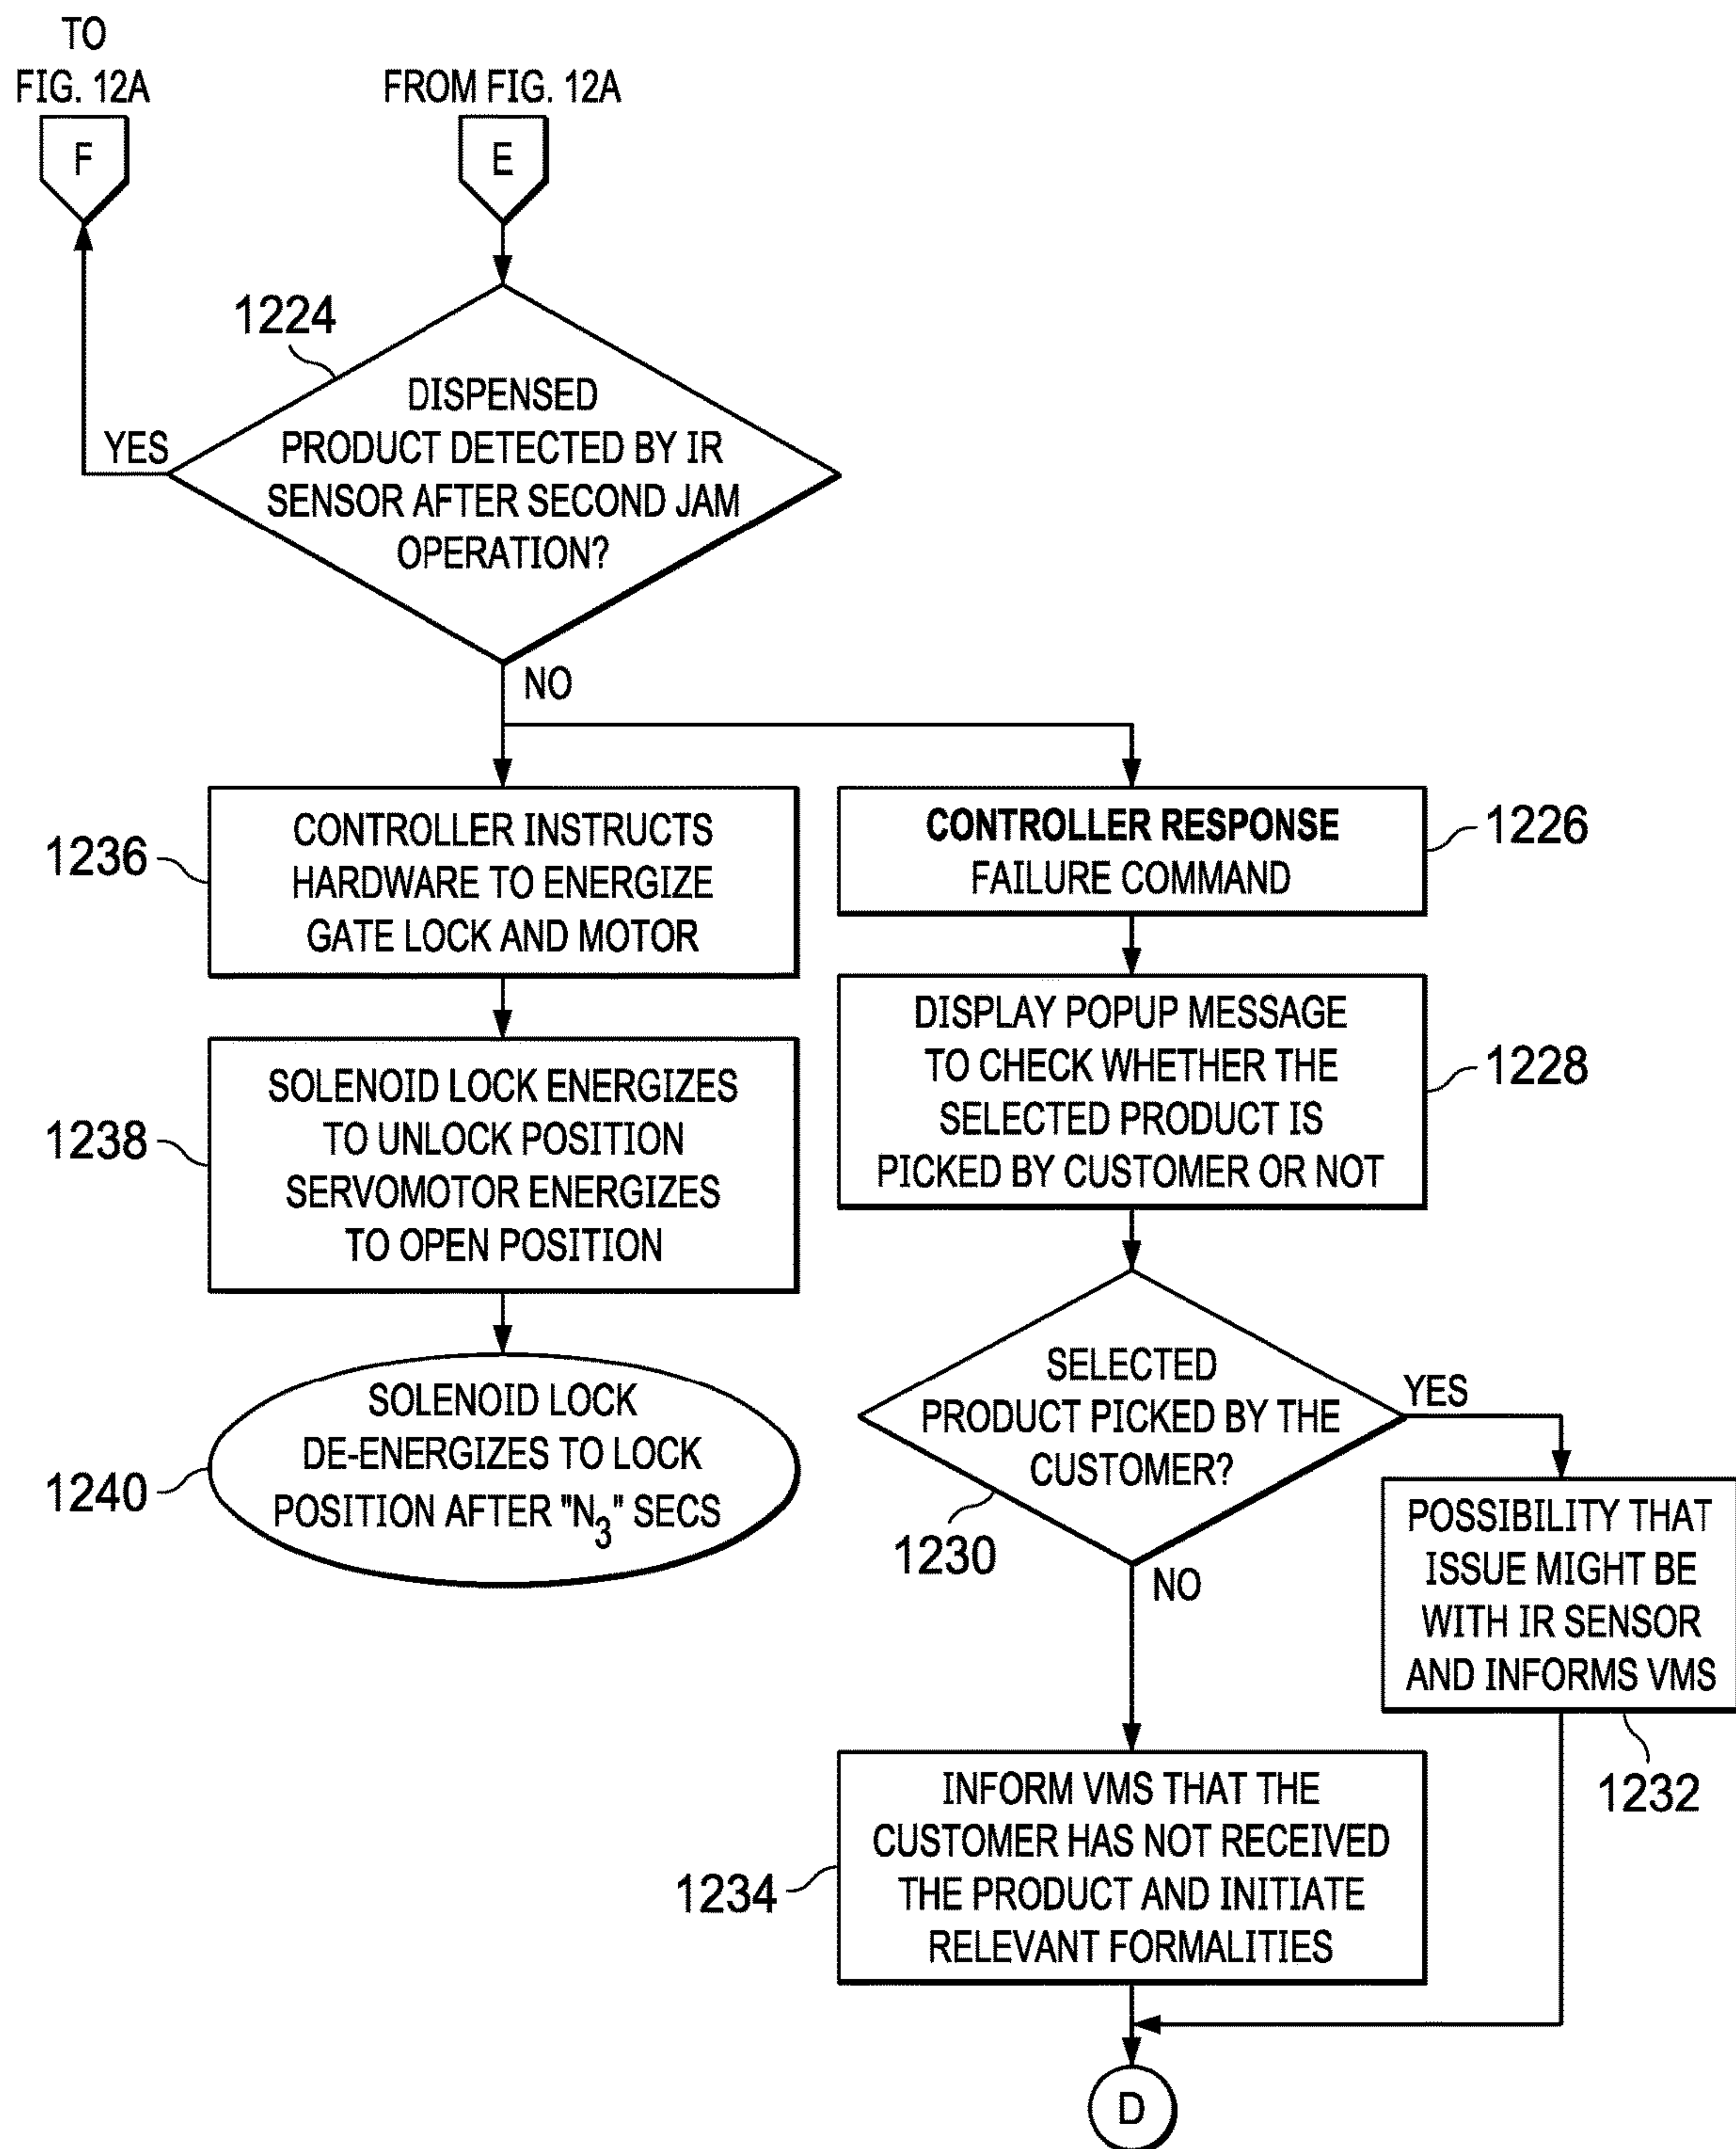 TO
FIG. 12A
F
FROM FIG. 12A
E
1224
DISPENSED
PRODUCT DETECTED BY IR
SENSOR AFTER SECOND JAM
OPERATION?
YES
NO
1236
CONTROLLER INSTRUCTS
HARDWARE TO ENERGIZE
GATE LOCK AND MOTOR
CONTROLLER RESPONSE
FAILURE COMMAND
1226
1238
SOLENOID LOCK ENERGIZES
TO UNLOCK POSITION
SERVOMOTOR ENERGIZES
TO OPEN POSITION
DISPLAY POPUP MESSAGE
TO CHECK WHETHER THE
SELECTED PRODUCT IS
PICKED BY CUSTOMER OR NOT
1228
1240
SOLENOID LOCK
DE-ENERGIZES TO LOCK
POSITION AFTER "N3" SECS
SELECTED
PRODUCT PICKED BY THE
CUSTOMER?
YES
1230
NO
POSSIBILITY THAT
ISSUE MIGHT BE
WITH IR SENSOR
AND INFORMS VMS
1232
1234
INFORM VMS THAT THE
CUSTOMER HAS NOT RECEIVED
THE PRODUCT AND INITIATE
RELEVANT FORMALITIES
D